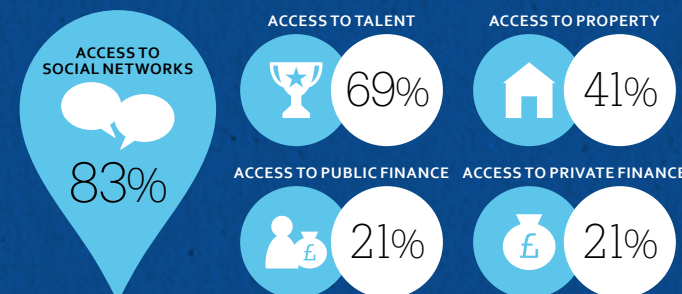 ACCESS TO
SOCIAL NETWORKS
83%
ACCESS TO TALENT
69%
ACCESS TO PROPERTY
41%
ACCESS TO PUBLIC FINANCE
£
21%
ACCESS TO PRIVATE FINANCE
£
21%